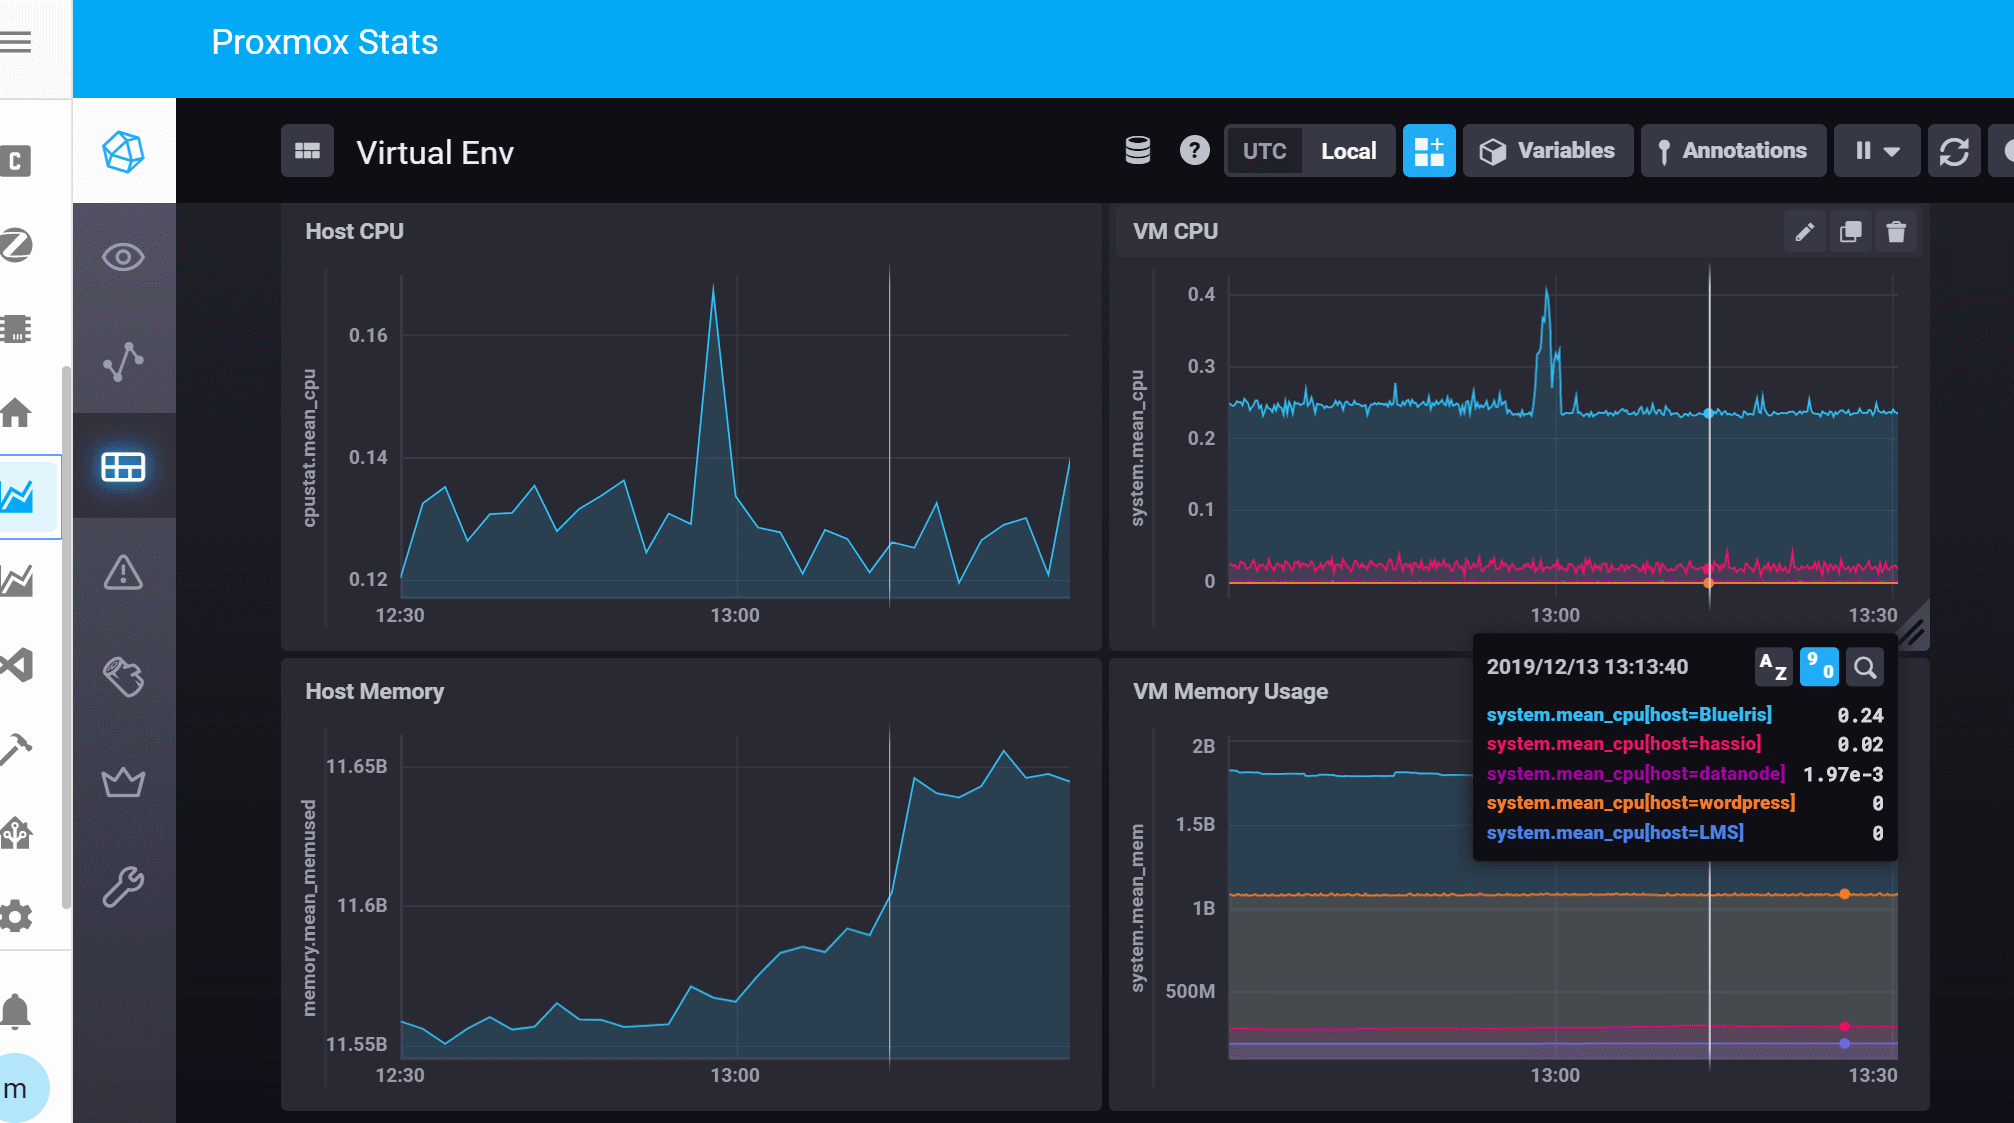 Proxmox Stats
Virtual Env
UTC
Local
Variables
Annotations
C
Host CPU
cpustat.mean_cpu
0.16
0.14
0.12
12:30
13:00
VM CPU
system.mean_cpu
0.4
0.3
0.2
0.1
0
13:00
13:30
Host Memory
memory.mean_memused
11.65B
11.6B
11.55B
12:30
13:00
VM Memory Usage
system.mean_mem
2B
1.5B
1B
500M
13:00
13:30
2019/12/13 13:13:40
A Z
9 0
system.mean_cpu[host=BlueIris] 0.24
system.mean_cpu[host=hassio] 0.02
system.mean_cpu[host=datanode] 1.97e-3
system.mean_cpu[host=wordpress] 0
system.mean_cpu[host=LMS] 0
m